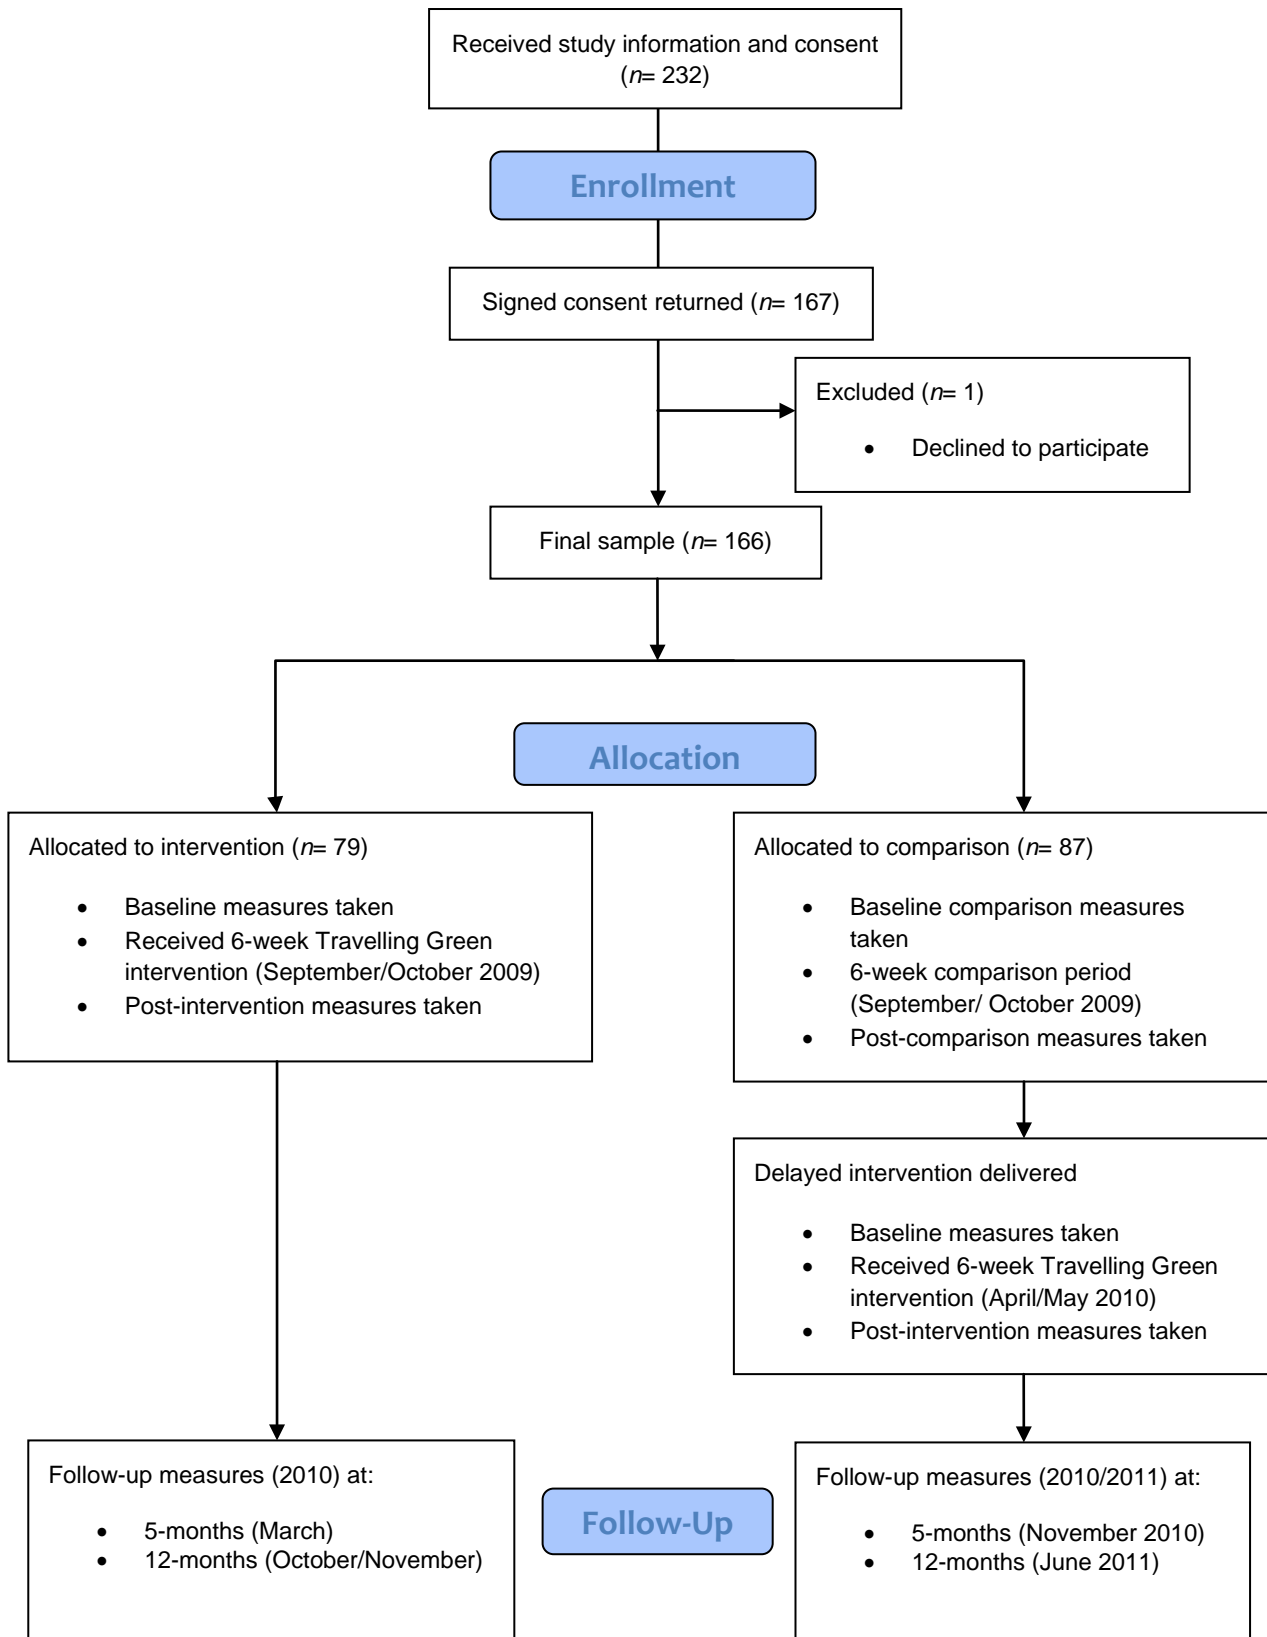 Received study information and consent
(n= 232)
Enrollment
Signed consent returned (n= 167)
Excluded (n= 1)
• Declined to participate
Final sample (n= 166)
Allocation
Allocated to intervention (n= 79)
• Baseline measures taken
• Received 6-week Travelling Green
intervention (September/October 2009)
• Post-intervention measures taken
Allocated to comparison (n= 87)
• Baseline comparison measures
taken
• 6-week comparison period
(September/ October 2009)
• Post-comparison measures taken
Delayed intervention delivered
• Baseline measures taken
• Received 6-week Travelling Green
intervention (April/May 2010)
• Post-intervention measures taken
Follow-up measures (2010) at:
• 5-months (March)
• 12-months (October/November)
Follow-Up
Follow-up measures (2010/2011) at:
• 5-months (November 2010)
• 12-months (June 2011)